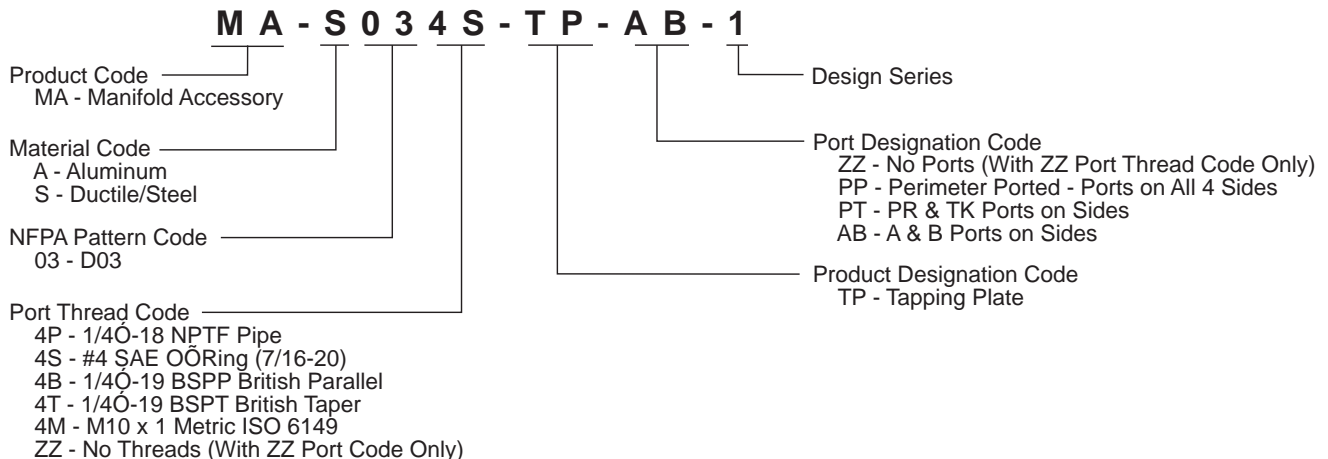 MA-S034S-TP-AB-1
Product Code
MA - Manifold Accessory
Material Code
A - Aluminum
S - Ductile/Steel
NFPA Pattern Code
03 - D03
Port Thread Code
4P - 1/4Ó-18 NPTF Pipe
4S - #4 SAE OÕRing (7/16-20)
4B - 1/4Ó-19 BSPP British Parallel
4T - 1/4Ó-19 BSPT British Taper
4M - M10 x 1 Metric ISO 6149
ZZ - No Threads (With ZZ Port Code Only)
Design Series
Port Designation Code
ZZ - No Ports (With ZZ Port Thread Code Only)
PP - Perimeter Ported - Ports on All 4 Sides
PT - PR & TK Ports on Sides
AB - A & B Ports on Sides
Product Designation Code
TP - Tapping Plate